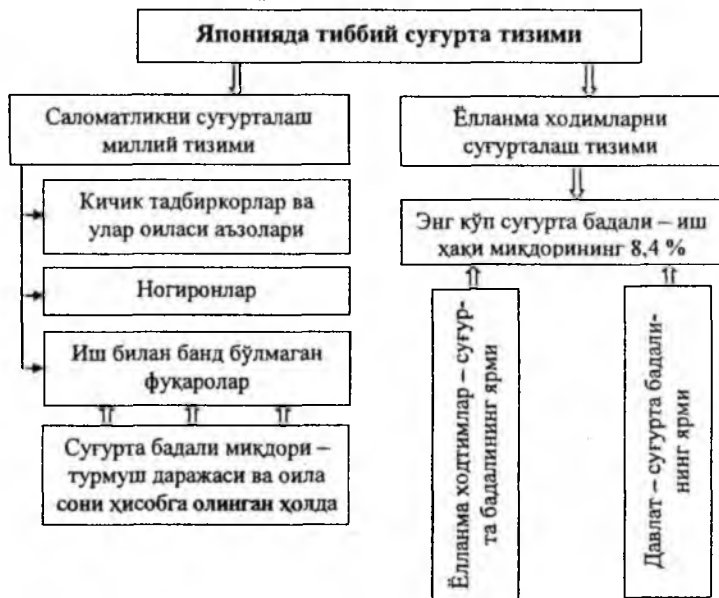 Японияда тиббий суғурта тизими
Саломатликни суғурталаш
миллий тизими
Кичик тадбиркорлар ва
улар оиласи аъзолари
Ногиронлар
Иш билан банд бўлмаган
фуқаролар
Суғурта бадали миқдори –
турмуш даражаси ва оила
сони ҳисобга олинган ҳолда
Ёлланма ходимларни
суғурталаш тизими
Энг кўп суғурта бадали – иш
ҳақи миқдорининг 8,4 %
Ёлланма ходтимлар – суғур-
та бадалининг ярми
Давлат – суғурта бадали-
нинг ярми